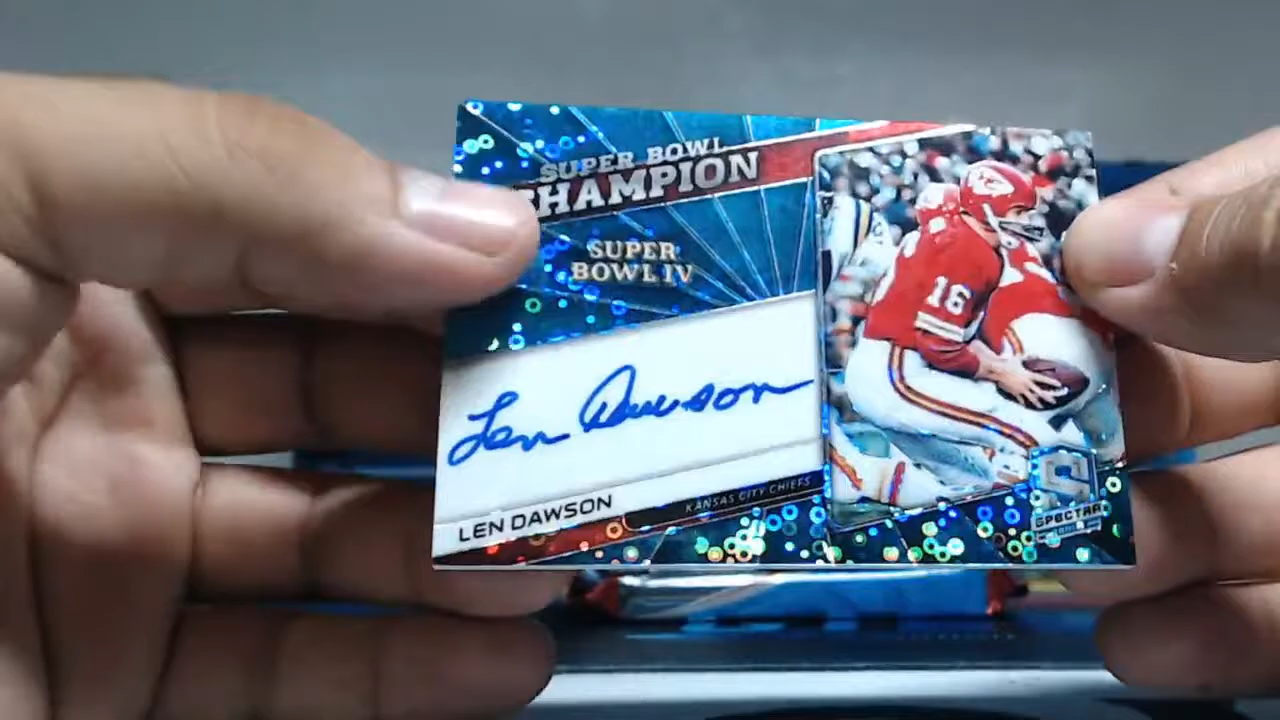 SUPER BOWL
CHAMPION
SUPER
BOWL IV
16
Len Dawson
LEN DAWSON
KANSAS CITY CHIEFS
SPECTRA